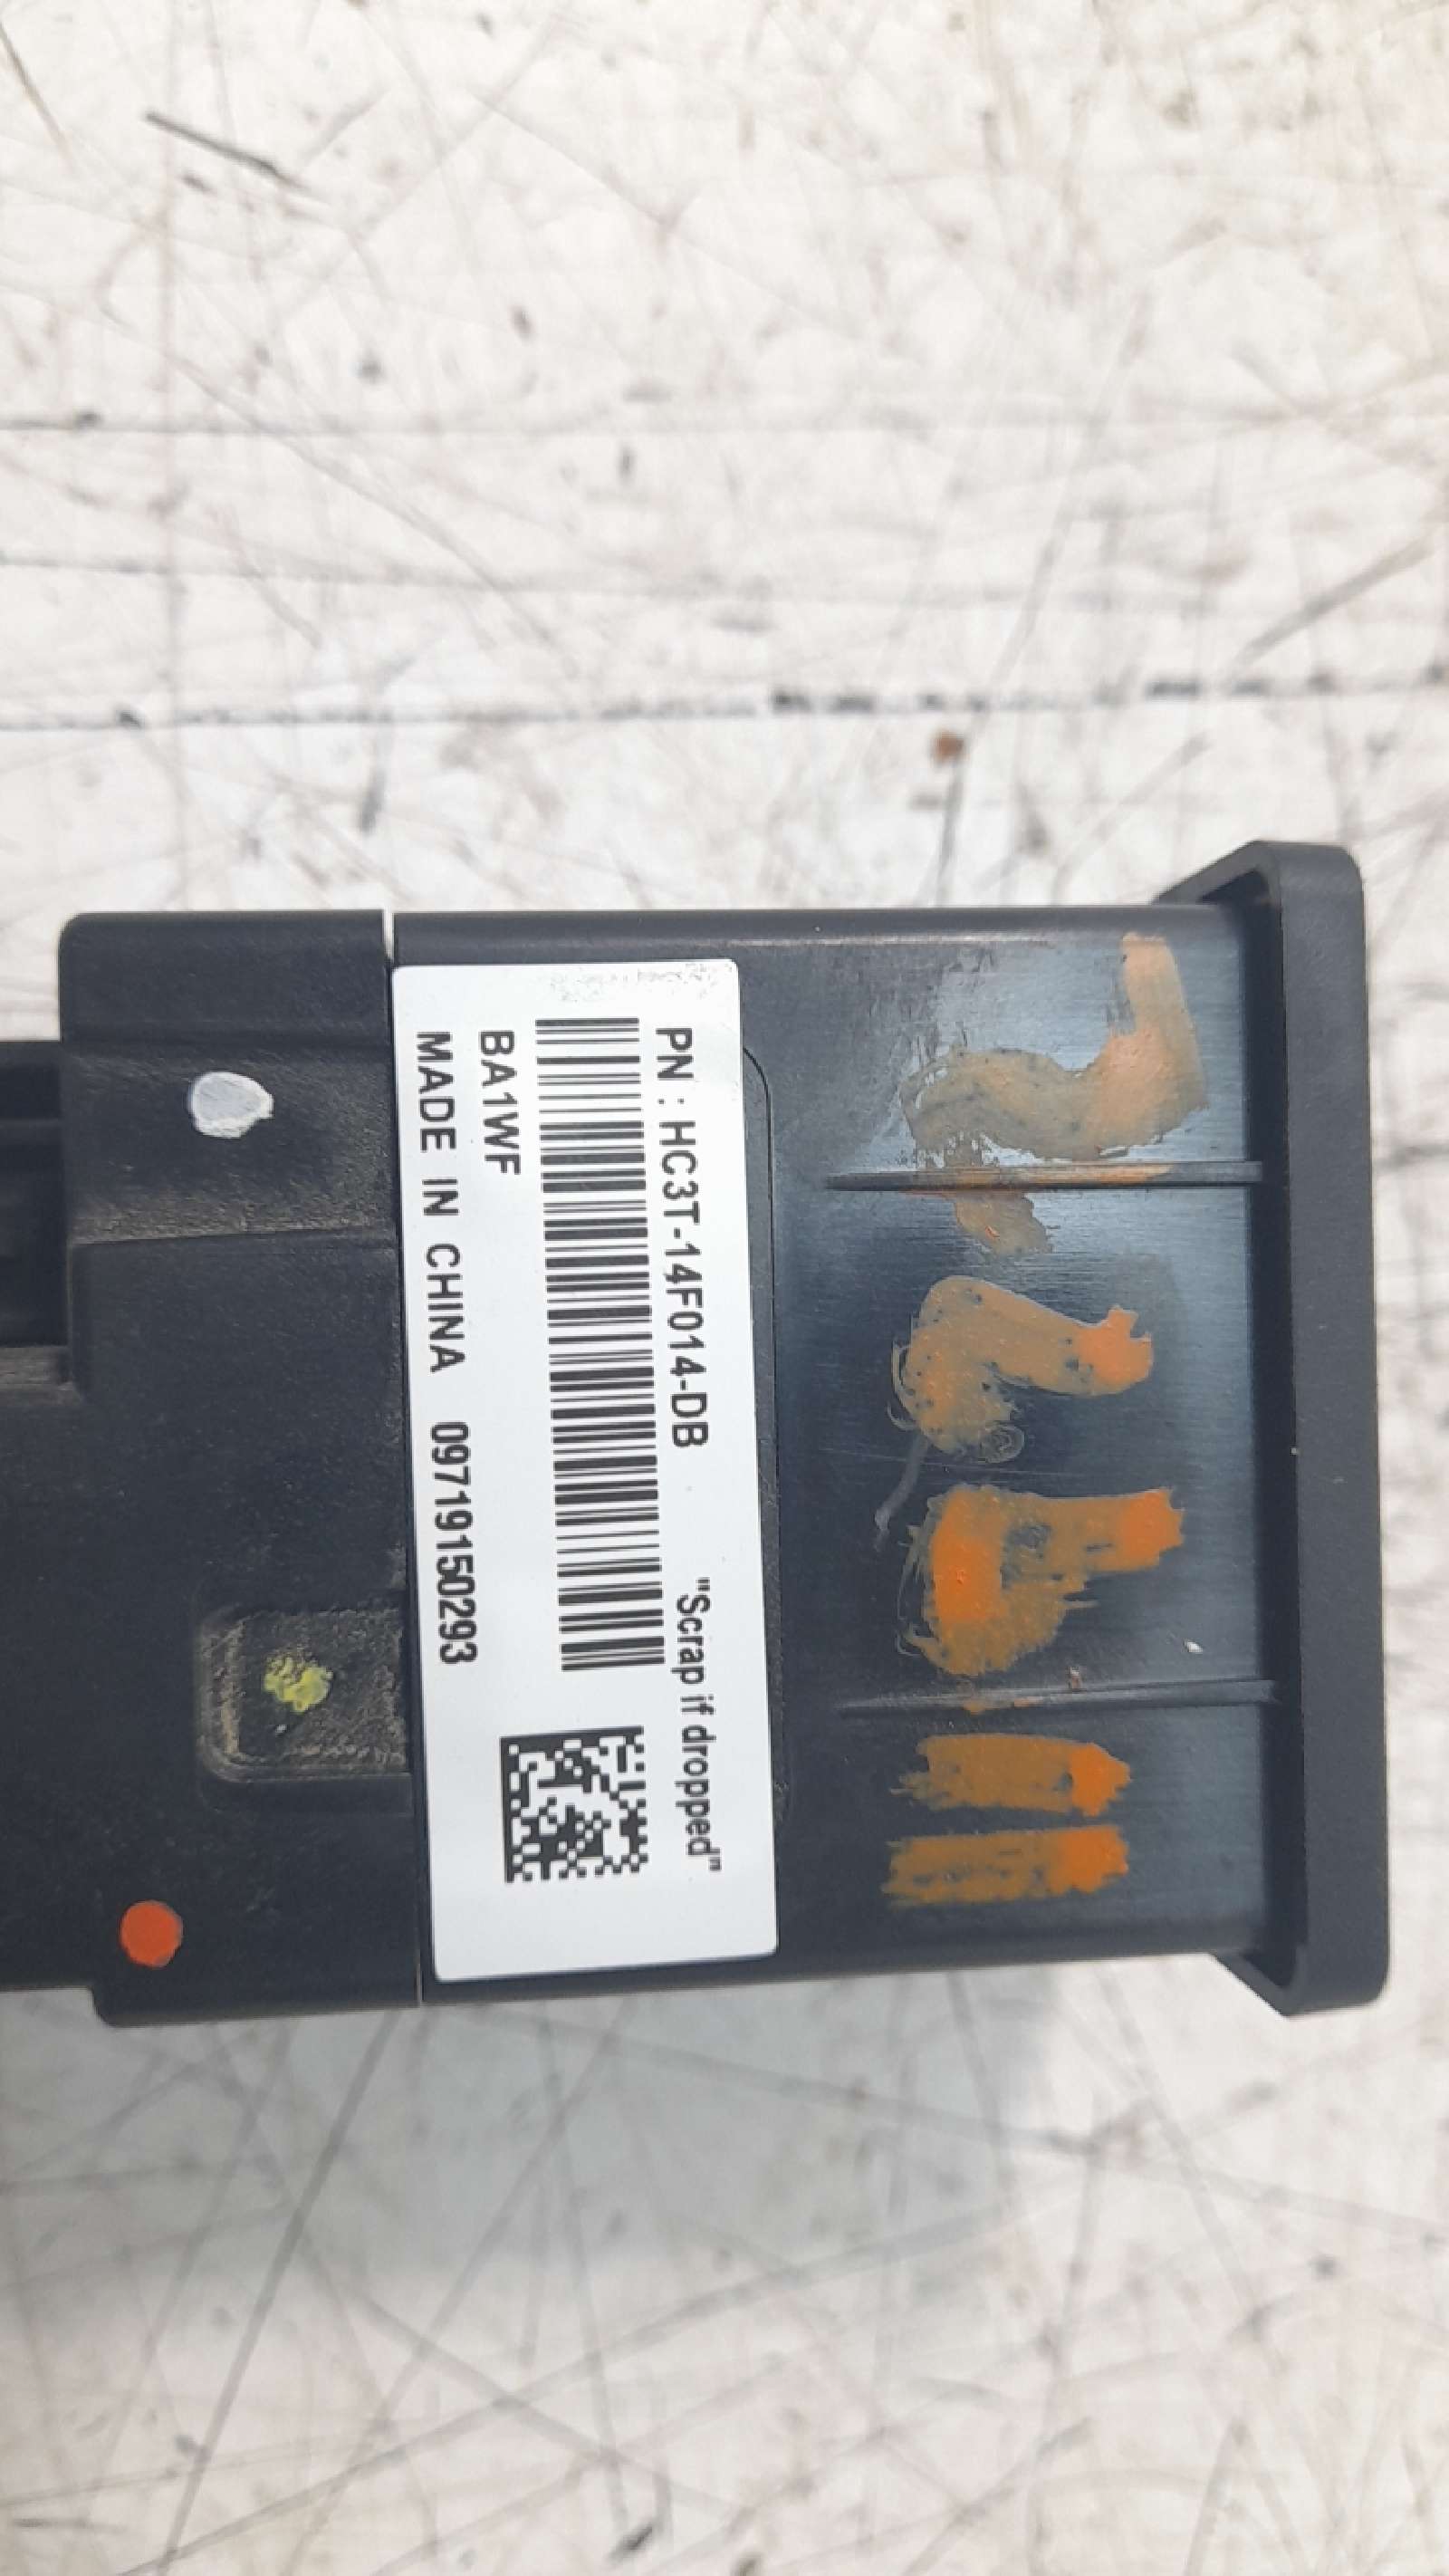 PN : HC3T-14F014-DB "Scrap if dropped"
BA1WF
MADE IN CHINA 09719150293